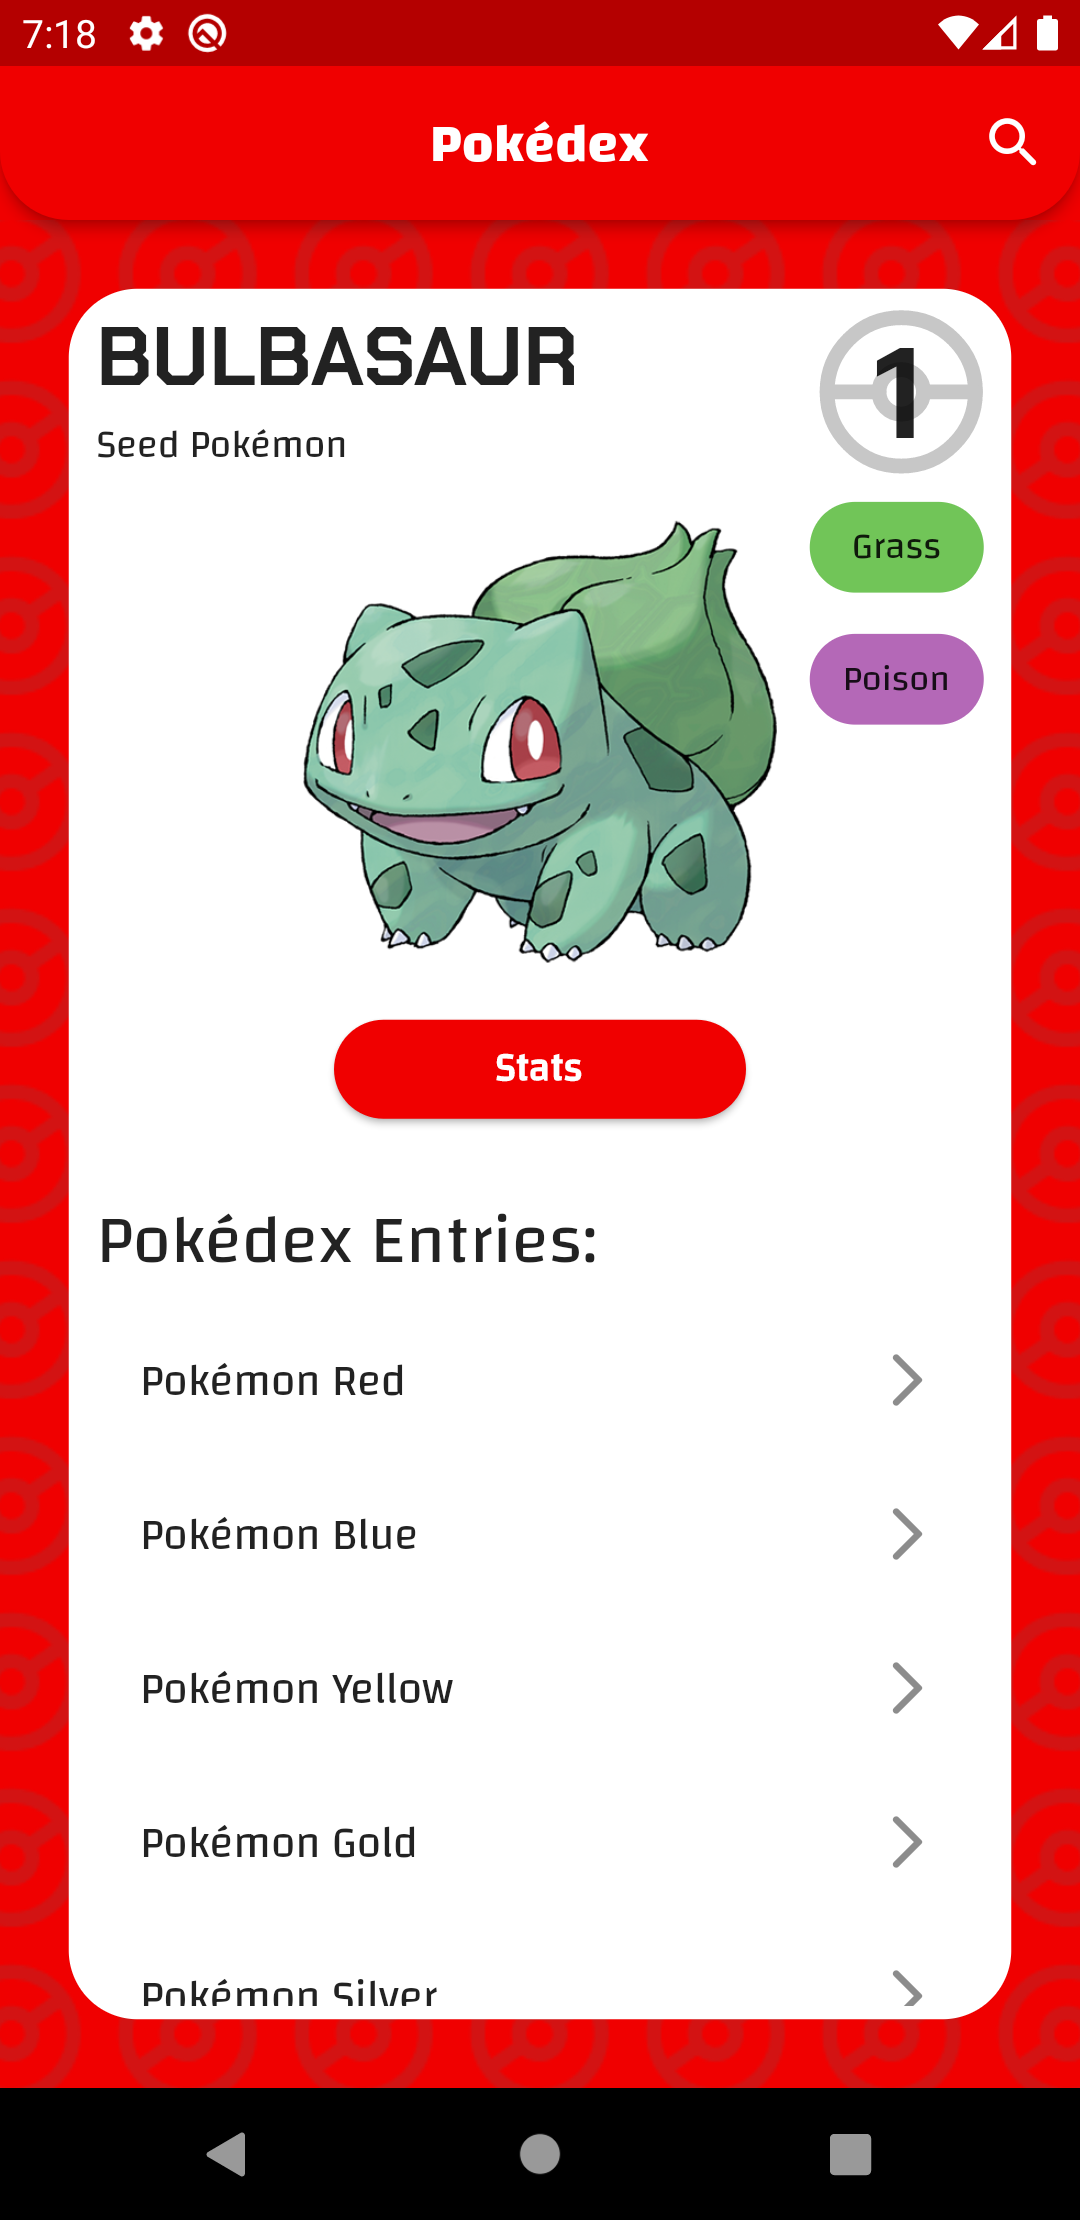 7:18
Pokédex
BULBASAUR
1
Seed Pokémon
Grass
Poison
Stats
Pokédex Entries:
Pokémon Red
Pokémon Blue
Pokémon Yellow
Pokémon Gold
Pokémon Silver